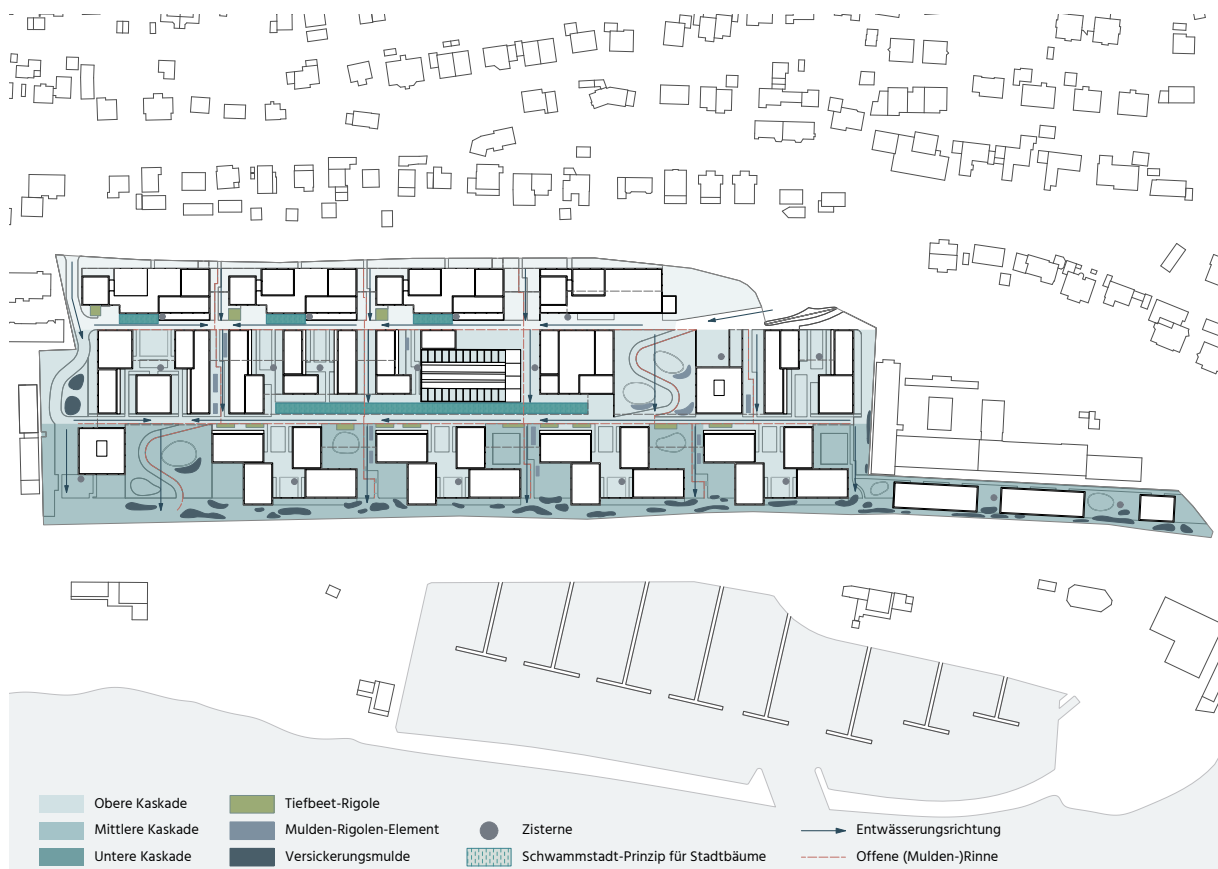 Obere Kaskade
Mittlere Kaskade
Untere Kaskade
Tiefbeet-Rigole
Mulden-Rigolen-Element
Versickerungsmulde
Zisterne
Schwammstadt-Prinzip für Stadtbäume
Entwässerungsrichtung
Offene (Mulden-)Rinne